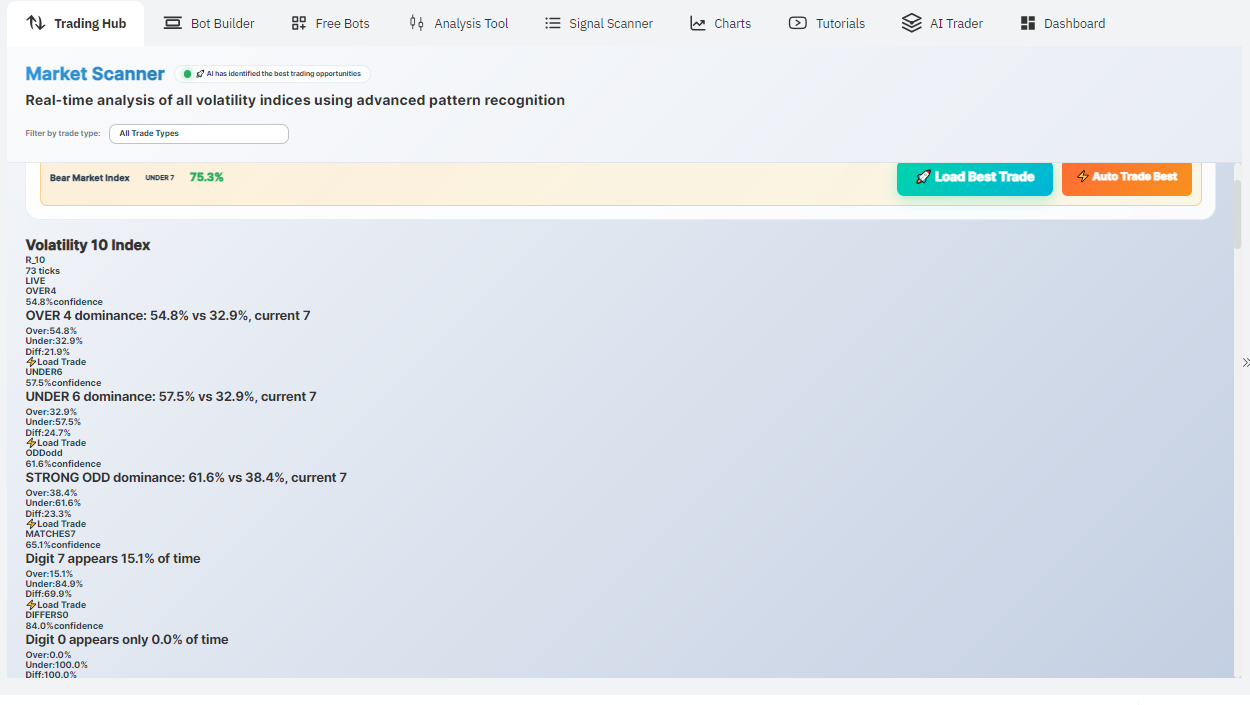 Trading Hub
Bot Builder
Free Bots
Analysis Tool
Signal Scanner
Charts
Tutorials
AI Trader
Dashboard
Market Scanner
AI has identified the best trading opportunities
Real-time analysis of all volatility indices using advanced pattern recognition
Filter by trade type:
All Trade Types
Bear Market Index
UNDER 7
75.3%
Load Best Trade
Auto Trade Best
Volatility 10 Index
R_10
73 ticks
LIVE
OVER4
54.8%confidence
OVER 4 dominance: 54.8% vs 32.9%, current 7
Over:54.8%
Under:32.9%
Diff:21.9%
⚡Load Trade
UNDER6
57.5%confidence
UNDER 6 dominance: 57.5% vs 32.9%, current 7
Over:32.9%
Under:57.5%
Diff:24.7%
⚡Load Trade
ODDodd
61.6%confidence
STRONG ODD dominance: 61.6% vs 38.4%, current 7
Over:38.4%
Under:61.6%
Diff:23.3%
⚡Load Trade
MATCHES7
65.1%confidence
Digit 7 appears 15.1% of time
Over:15.1%
Under:84.9%
Diff:69.9%
⚡Load Trade
DIFFERS0
84.0%confidence
Digit 0 appears only 0.0% of time
Over:0.0%
Under:100.0%
Diff:100.0%